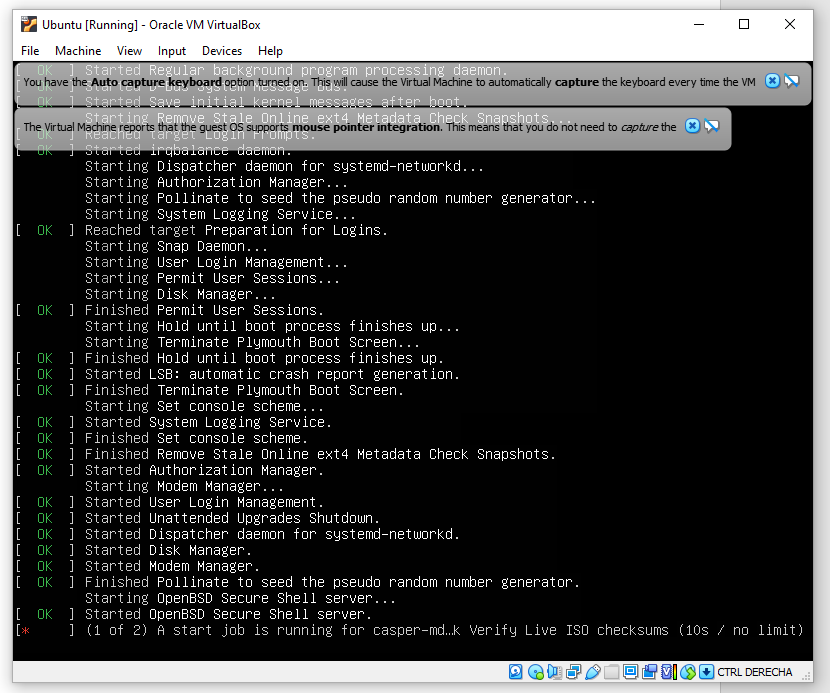 Ubuntu [Running] - Oracle VM VirtualBox
File Machine View Input Devices Help
[ OK ] Started Regular background program processing daemon.
You have the Auto capture keyboard option turned on. This will cause the Virtual Machine to automatically capture the keyboard every time the VM
[ OK ] Started D-Bus System Message Bus.
[ OK ] Started Save initial kernel messages after boot.
Starting Remove Stale Online ext4 Metadata Check Snapshots...
The Virtual Machine reports that the guest OS supports mouse pointer integration. This means that you do not need to capture the
[ OK ] Reached target Login Prompts.
[ OK ] Started irqbalance daemon.
Starting Dispatcher daemon for systemd-networkd...
Starting Authorization Manager...
Starting Pollinate to seed the pseudo random number generator...
Starting System Logging Service...
[ OK ] Reached target Preparation for Logins.
Starting Snap Daemon...
Starting User Login Management...
Starting Permit User Sessions...
Starting Disk Manager...
[ OK ] Finished Permit User Sessions.
Starting Hold until boot process finishes up...
Starting Terminate Plymouth Boot Screen...
[ OK ] Finished Hold until boot process finishes up.
[ OK ] Started LSB: automatic crash report generation.
[ OK ] Finished Terminate Plymouth Boot Screen.
Starting Set console scheme...
[ OK ] Started System Logging Service.
[ OK ] Finished Set console scheme.
[ OK ] Finished Remove Stale Online ext4 Metadata Check Snapshots.
[ OK ] Started Authorization Manager.
Starting Modem Manager...
[ OK ] Started User Login Management.
[ OK ] Started Unattended Upgrades Shutdown.
[ OK ] Started Dispatcher daemon for systemd-networkd.
[ OK ] Started Disk Manager.
[ OK ] Started Modem Manager.
[ OK ] Finished Pollinate to seed the pseudo random number generator.
Starting OpenBSD Secure Shell server...
[ OK ] Started OpenBSD Secure Shell server.
[* ] (1 of 2) A start job is running for casper-md…k Verify Live ISO checksums (10s / no limit)
CTRL DERECHA